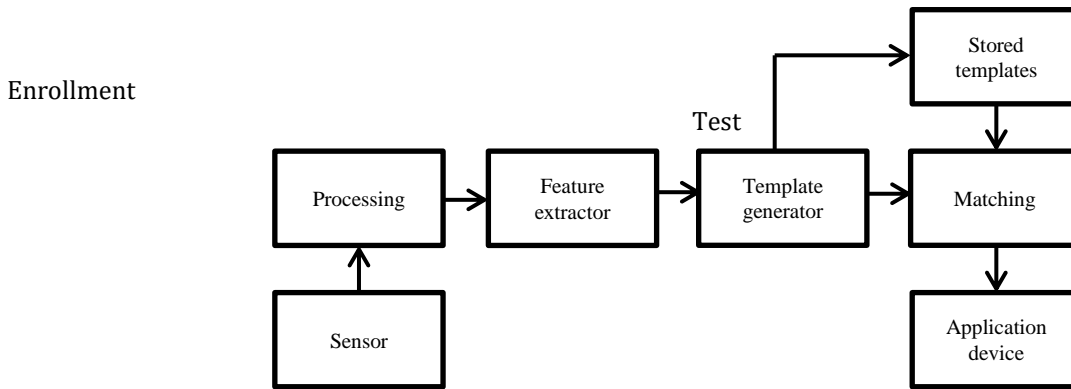 Stored
templates
Enrollment
Test
Processing
Feature
extractor
Template
generator
Matching
Sensor
Application
device